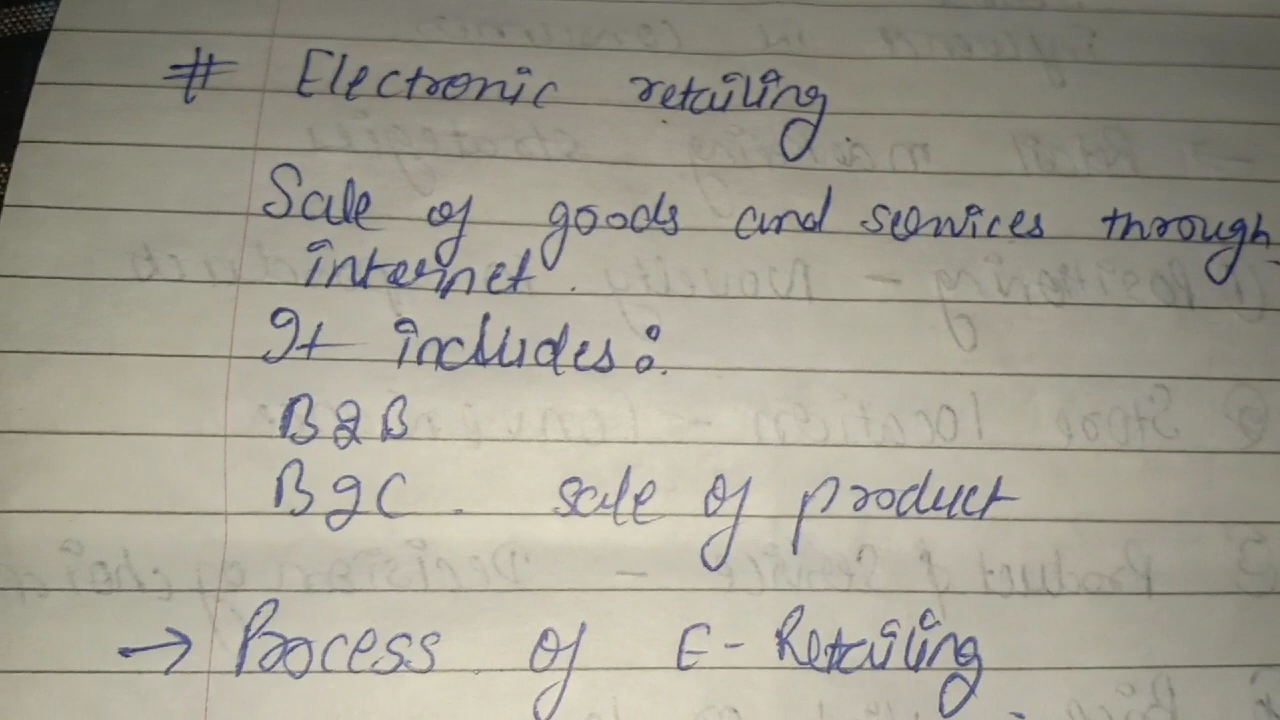 # Electronic retailing
Sale of goods and services through
internet.
It includes:
B2B
B2C. sale of product
→ Process of E-Retailing